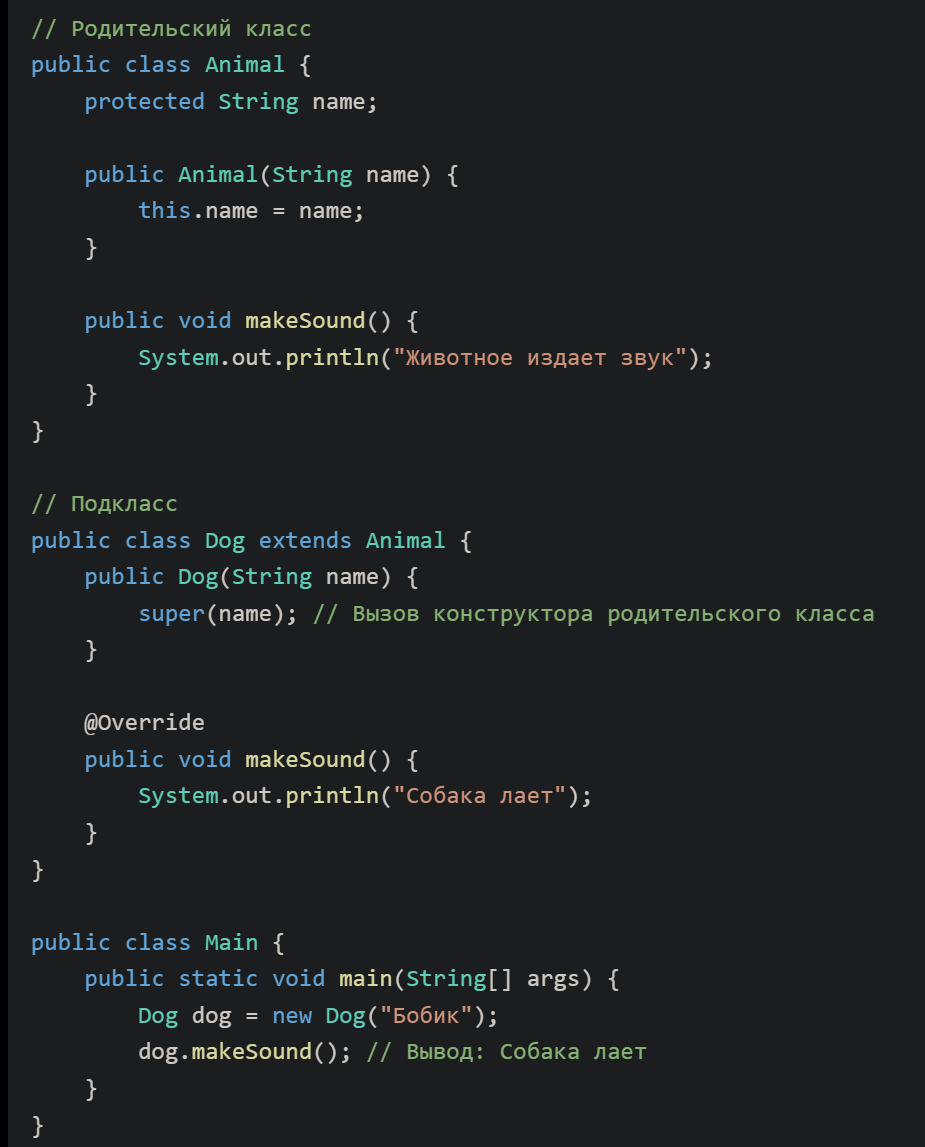 // Родительский класс
public class Animal {
    protected String name;

    public Animal(String name) {
        this.name = name;
    }

    public void makeSound() {
        System.out.println("Животное издает звук");
    }
}

// Подкласс
public class Dog extends Animal {
    public Dog(String name) {
        super(name); // Вызов конструктора родительского класса
    }

    @Override
    public void makeSound() {
        System.out.println("Собака лает");
    }
}

public class Main {
    public static void main(String[] args) {
        Dog dog = new Dog("Бобик");
        dog.makeSound(); // Вывод: Собака лает
    }
}